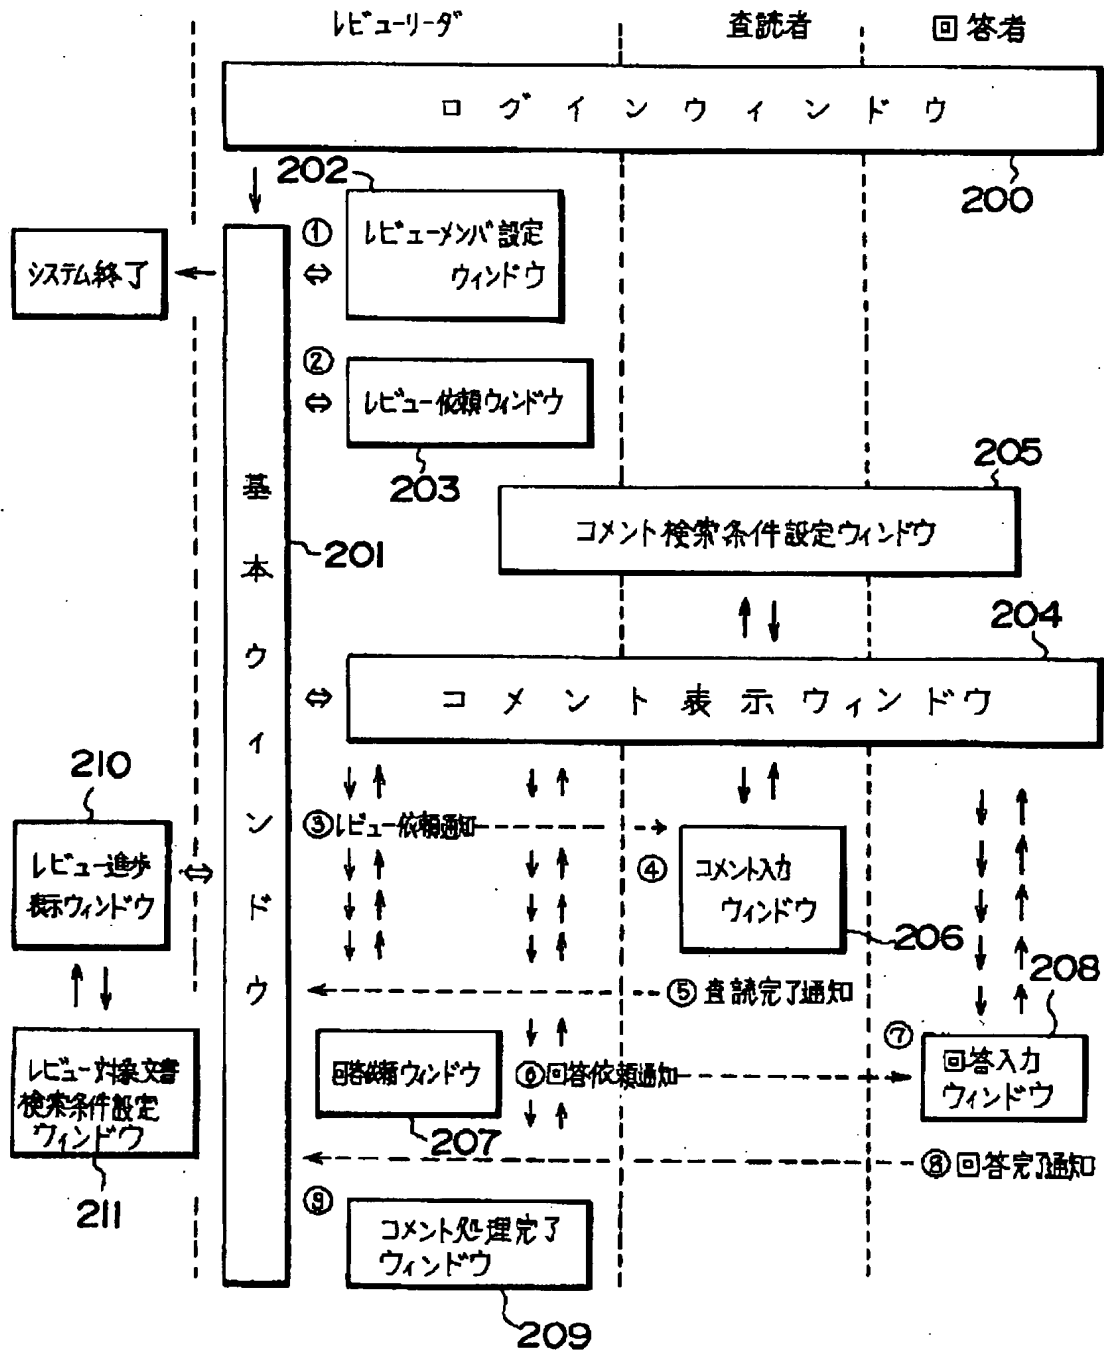 レビューリーダ
査読者
回答者
ログインウィンドウ
200
202
①
レビューメンバ設定
ウィンドウ
システム終了
②
レビュー依頼ウィンドウ
203
基本ウィンドウ
201
205
コメント検索条件設定ウィンドウ
204
コメント表示ウィンドウ
210
レビュー進歩
表示ウィンドウ
③レビュー依頼通知
④
コメント入力
ウィンドウ
206
⑤査読完了通知
208
⑦
回答入力
ウィンドウ
レビュー対象文書
検索条件設定
ウィンドウ
211
回答依頼ウィンドウ
207
⑥回答依頼通知
⑧回答完了通知
⑨
コメント処理完了
ウィンドウ
209